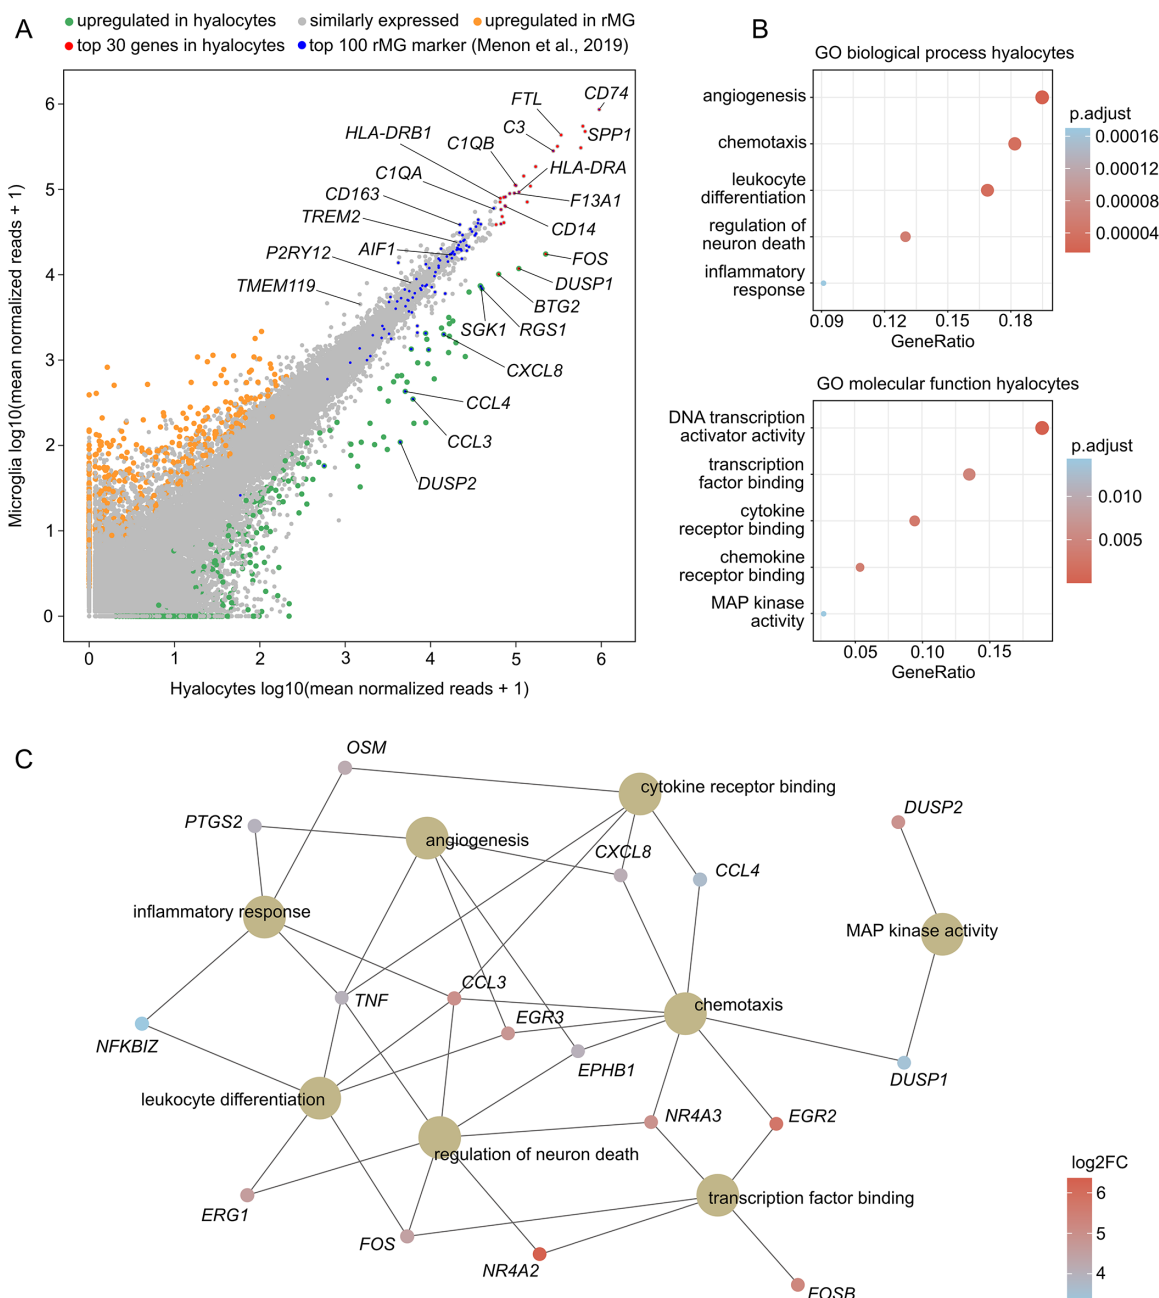 A
upregulated in hyalocytes
similarly expressed
upregulated in rMG
top 30 genes in hyalocytes
top 100 rMG marker (Menon et al., 2019)
Microglia log10(mean normalized reads + 1)
6
5
4
3
2
1
0
0
1
2
3
4
5
6
Hyalocytes log10(mean normalized reads + 1)
CD74
FTL
C3
SPP1
HLA-DRB1
C1QB
HLA-DRA
C1QA
CD163
F13A1
TREM2
CD14
P2RY12
AIF1
FOS
TMEM119
DUSP1
BTG2
SGK1
RGS1
CXCL8
CCL4
CCL3
DUSP2
B
GO biological process hyalocytes
angiogenesis
chemotaxis
leukocyte
differentiation
regulation of
neuron death
inflammatory
response
0.09
0.12
0.15
0.18
GeneRatio
p.adjust
0.00016
0.00012
0.00008
0.00004
GO molecular function hyalocytes
DNA transcription
activator activity
transcription
factor binding
cytokine
receptor binding
chemokine
receptor binding
MAP kinase
activity
0.05
0.10
0.15
GeneRatio
p.adjust
0.010
0.005
C
OSM
cytokine receptor binding
DUSP2
PTGS2
angiogenesis
CXCL8
CCL4
inflammatory response
MAP kinase activity
CCL3
TNF
chemotaxis
EGR3
NFKBIZ
EPHB1
DUSP1
leukocyte differentiation
NR4A3
EGR2
regulation of neuron death
transcription factor binding
ERG1
FOS
NR4A2
FOSB
log2FC
6
5
4